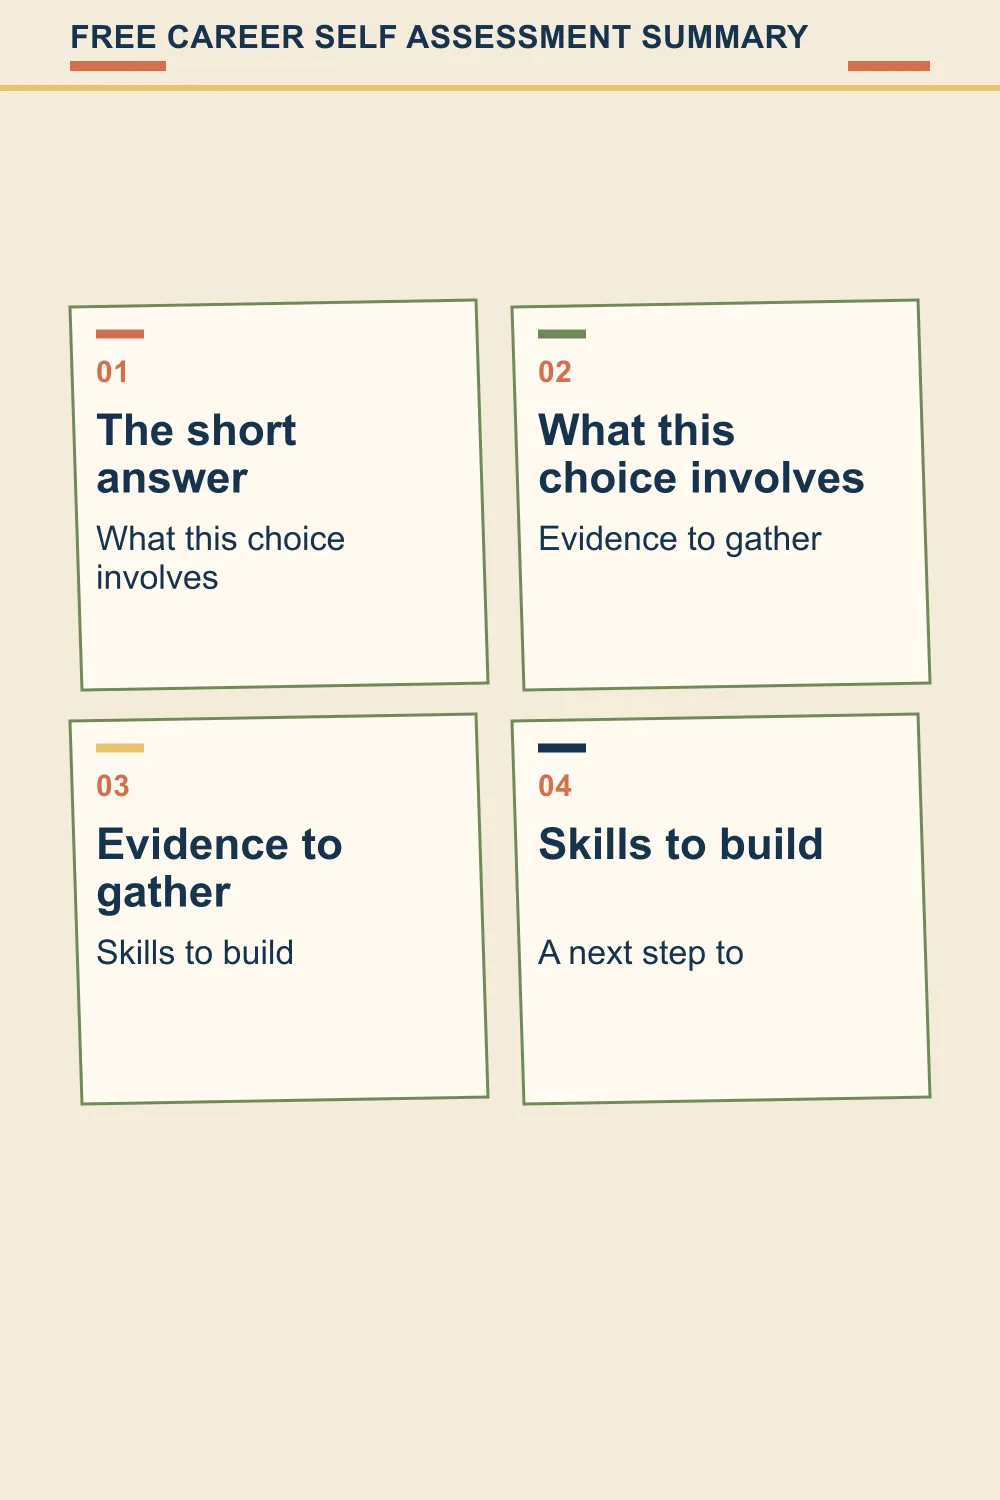 FREE CAREER SELF ASSESSMENT SUMMARY
01
The short
answer
What this choice
involves
02
What this
choice involves
Evidence to gather
03
Evidence to
gather
Skills to build
04
Skills to build
A next step to